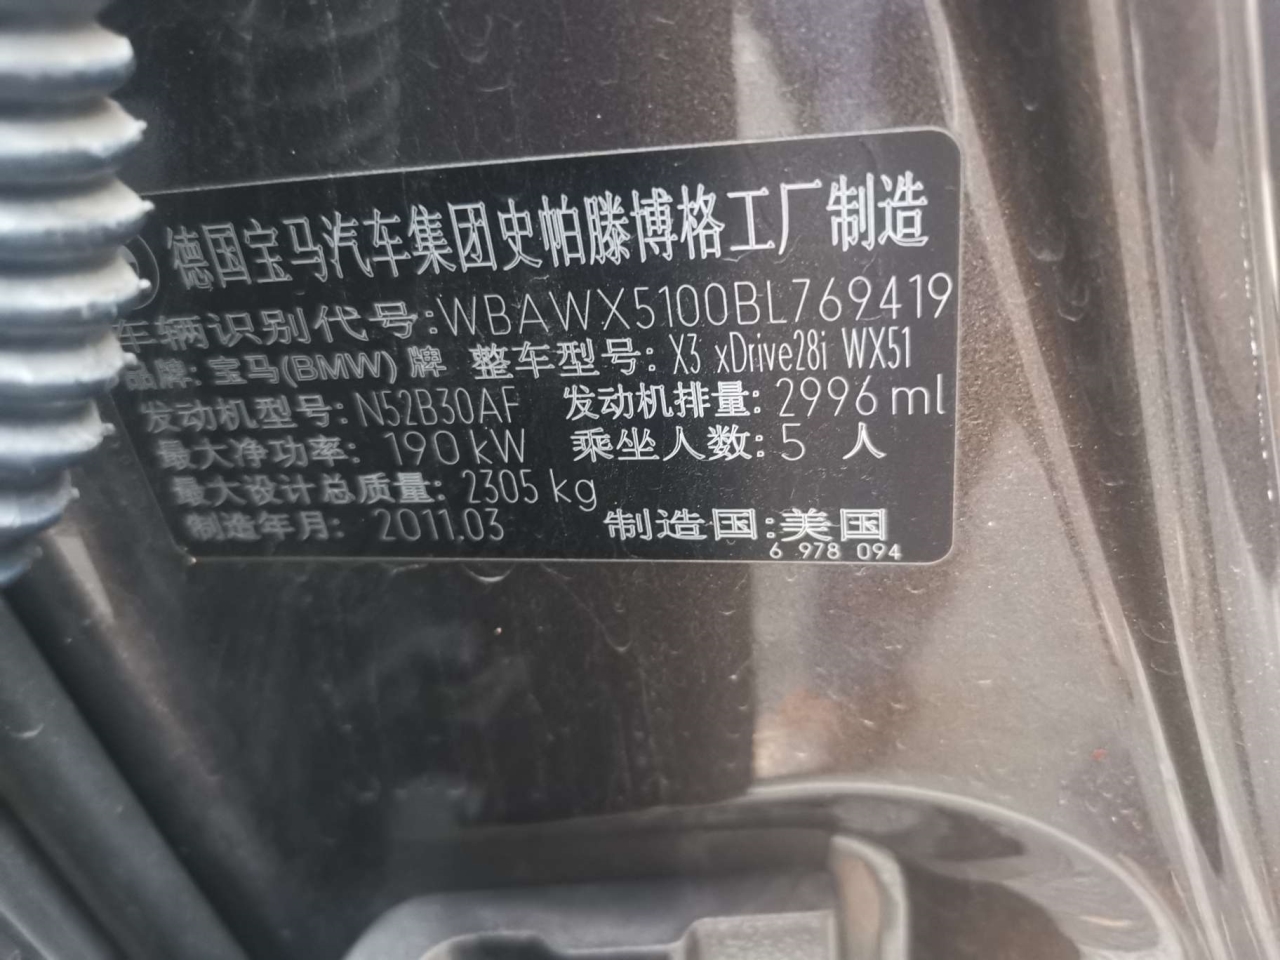 德国宝马汽车集团史帕滕博格工厂制造
车辆识别代号:WBAWX5100BL769419
品牌: 宝马(BMW) 牌 整车型号: X3 xDrive28i WX51
发动机型号: N52B30AF 发动机排量: 2996 ml
最大净功率: 190 kW 乘坐人数: 5 人
最大设计总质量: 2305 kg
制造年月: 2011.03 制造国:美国
6 978 094